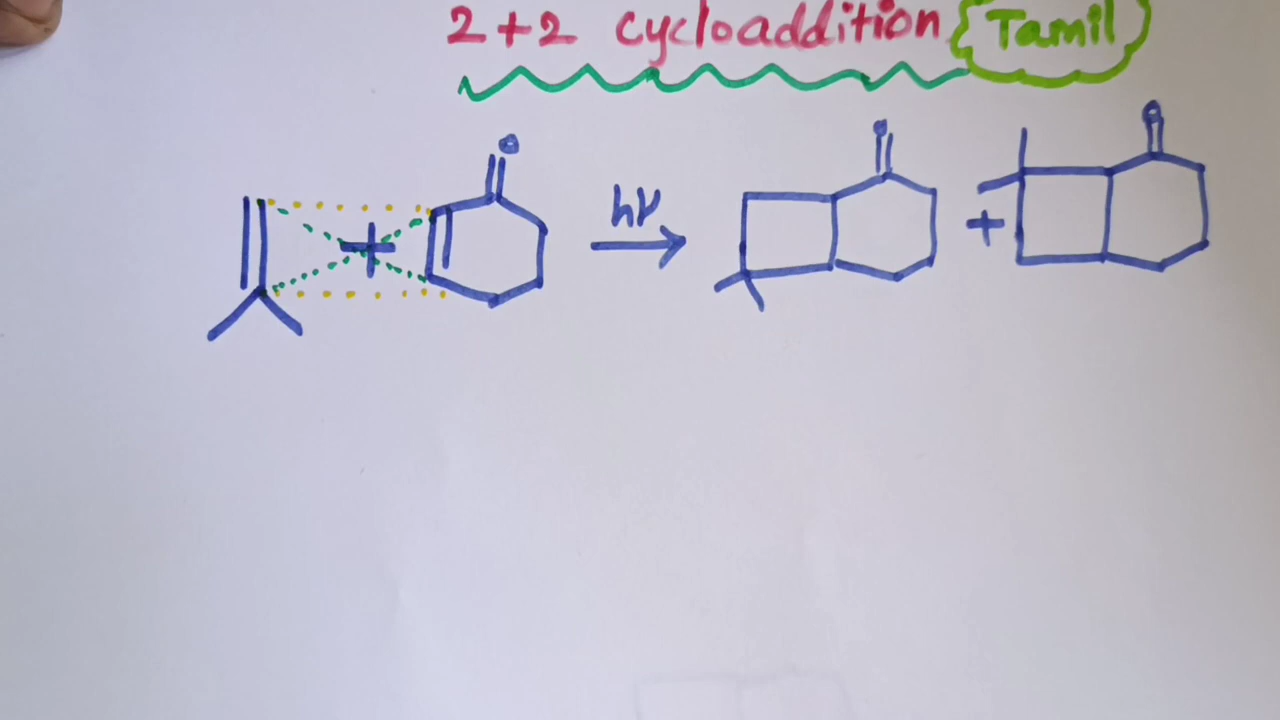 2+2 cycloaddition Tamil
O O O
+ hν +